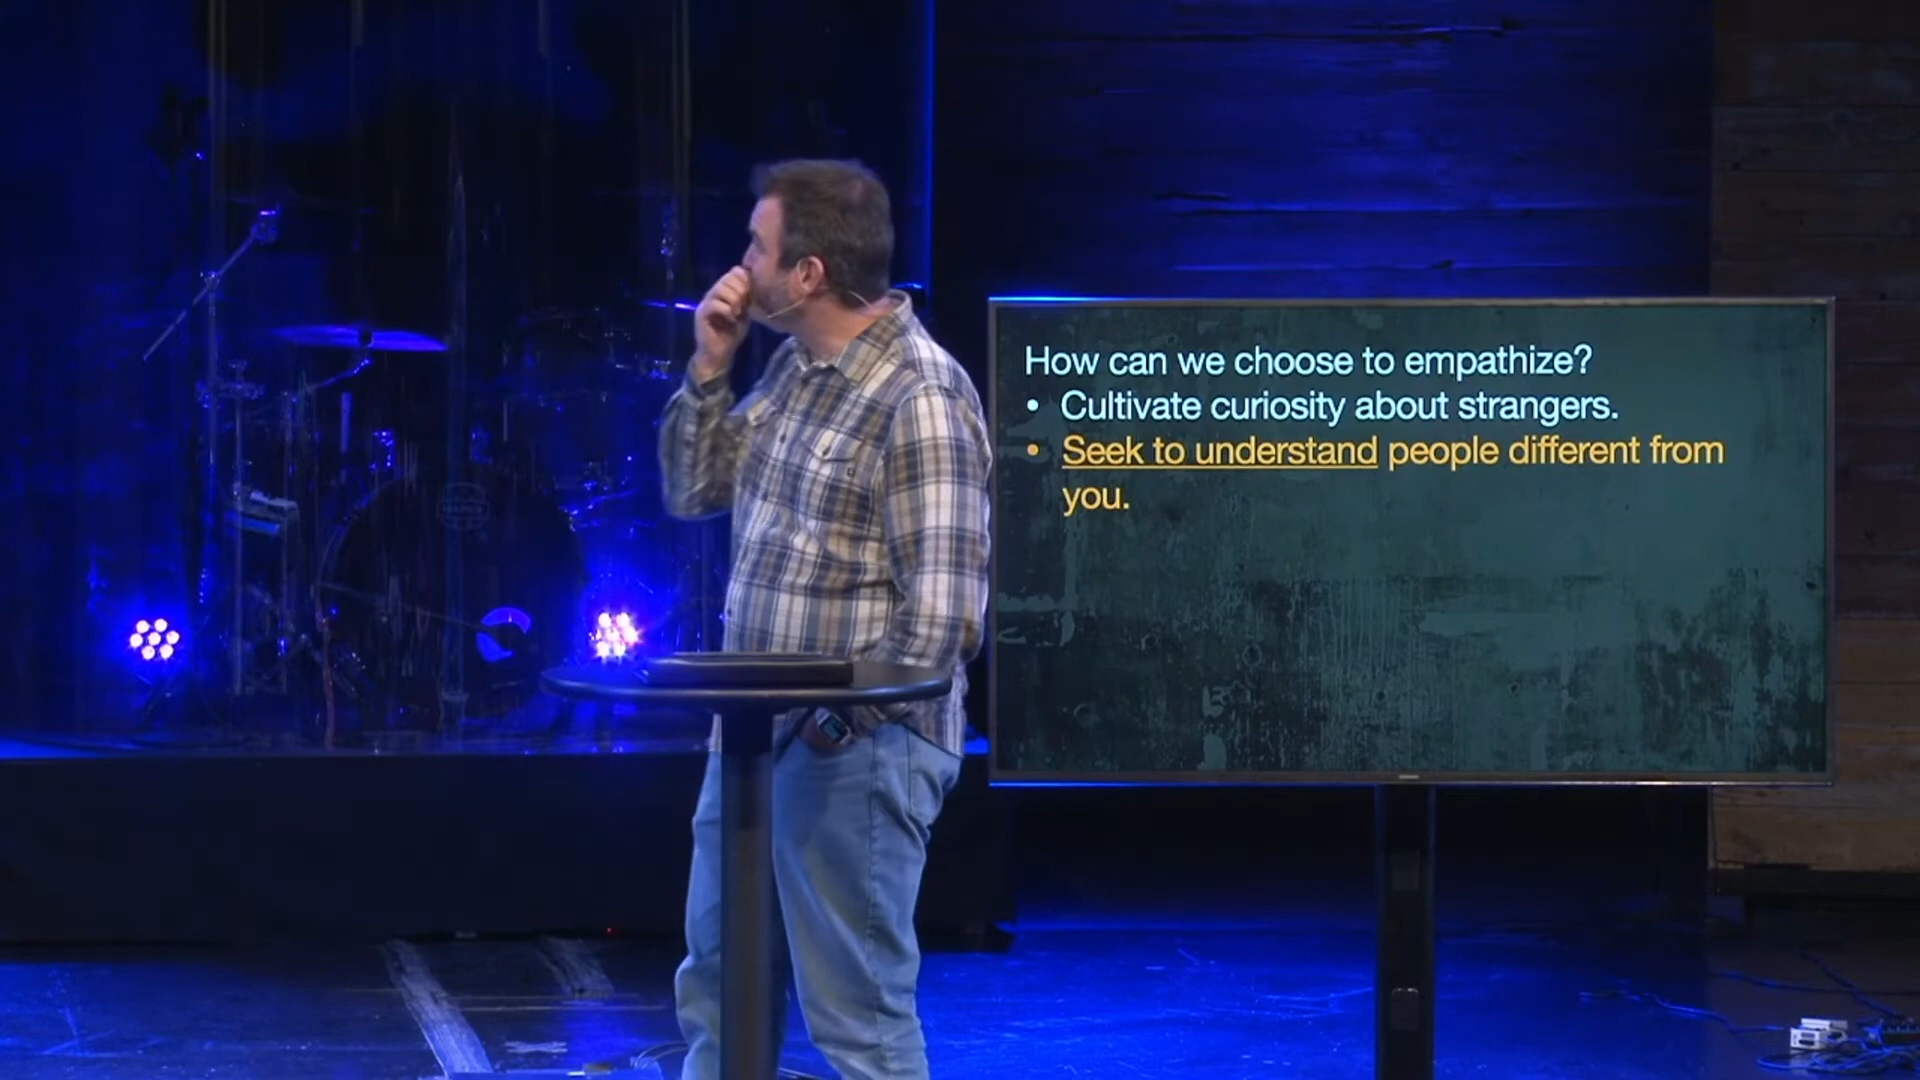 How can we choose to empathize?
• Cultivate curiosity about strangers.
• Seek to understand people different from
you.